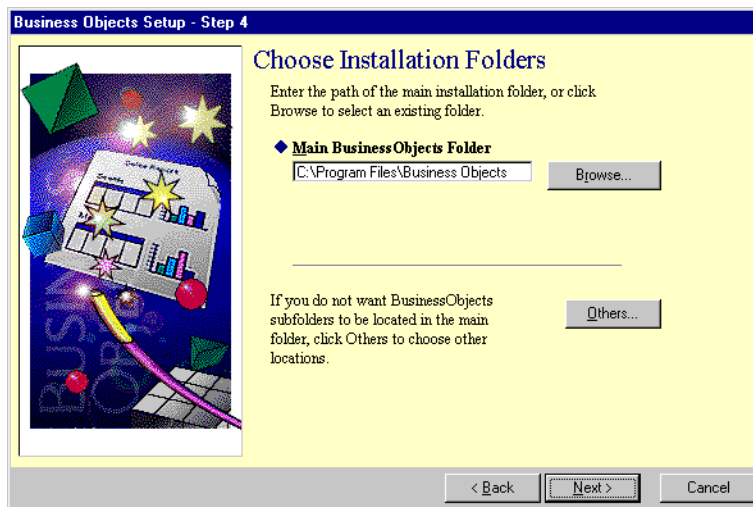 Business Objects Setup - Step 4
Choose Installation Folders
Enter the path of the main installation folder, or click
Browse to select an existing folder.
Main BusinessObjects Folder
C:\Program Files\Business Objects
Browse...
If you do not want BusinessObjects
subfolders to be located in the main
folder, click Others to choose other
locations.
Others...
< Back
Next >
Cancel